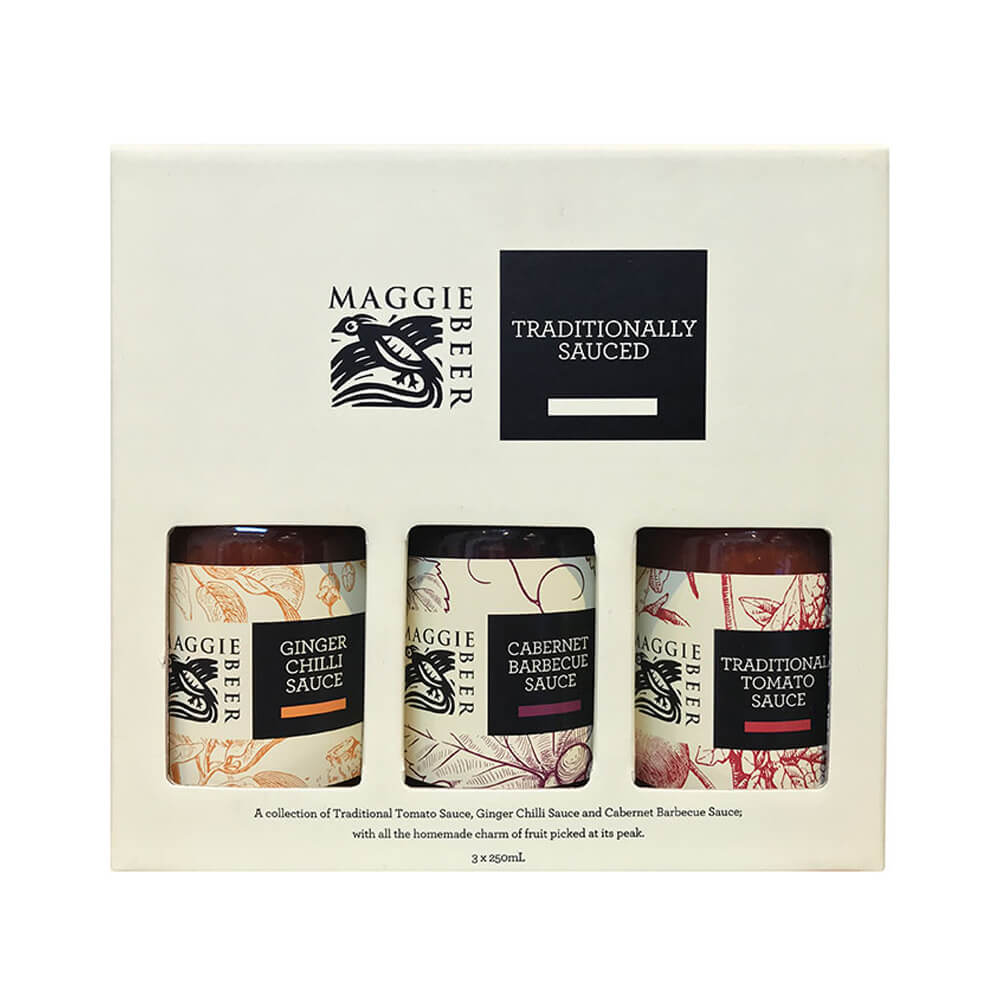 MAGGIE
BEER
TRADITIONALLY
SAUCED
MAGGIE
BEER
GINGER
CHILLI
SAUCE
MAGGIE
BEER
CABERNET
BARBECUE
SAUCE
MAGGIE
BEER
TRADITIONAL
TOMATO
SAUCE
A collection of Traditional Tomato Sauce, Ginger Chilli Sauce and Cabernet Barbecue Sauce;
with all the homemade charm of fruit picked at its peak.
3 x 250mL